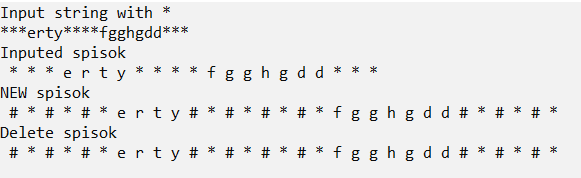 Input string with *
***erty****fgghgdd***
Inputed spisok
* * * e r t y * * * * f g g h g d d * * *
NEW spisok
# * # * # * e r t y # * # * # * # * f g g h g d d # * # * # *
Delete spisok
# * # * # * e r t y # * # * # * # * f g g h g d d # * # * # *